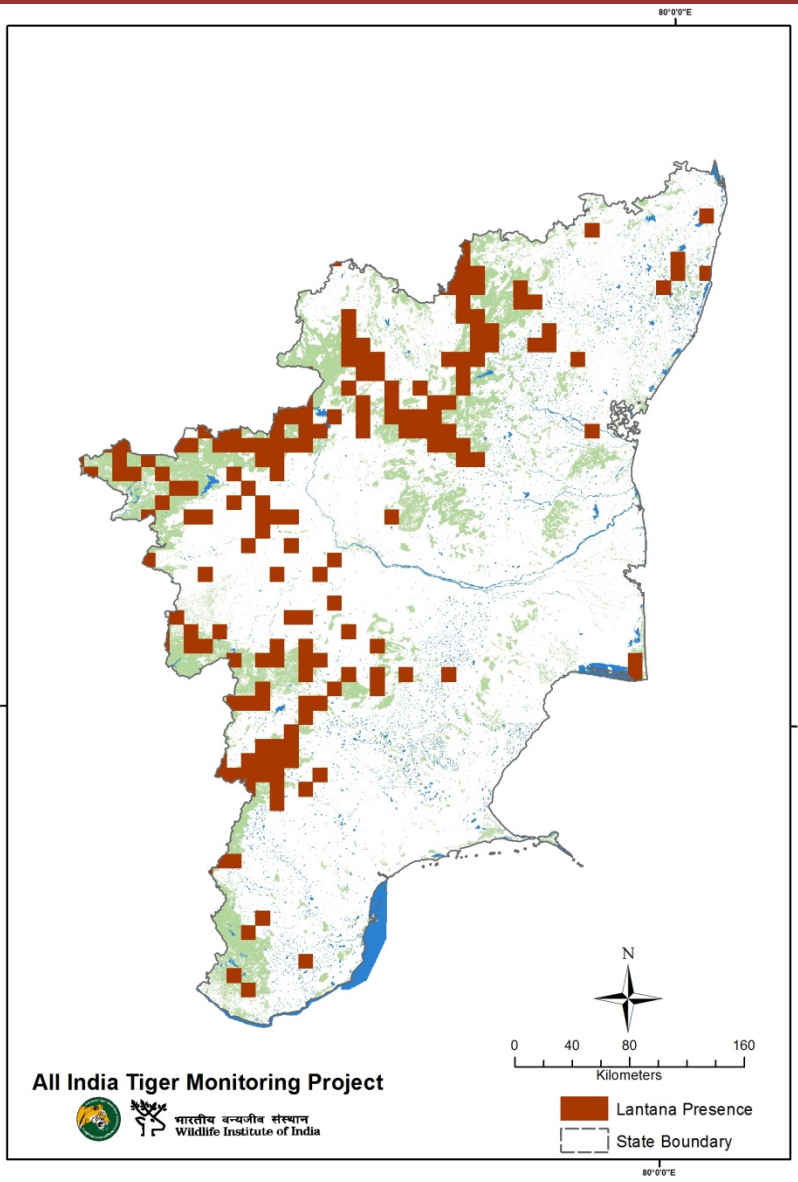 80°0'0"E
N
0 40 80 160
Kilometers
All India Tiger Monitoring Project
भारतीय वन्यजीव संस्थान
Wildlife Institute of India
Lantana Presence
State Boundary
80°0'0"E